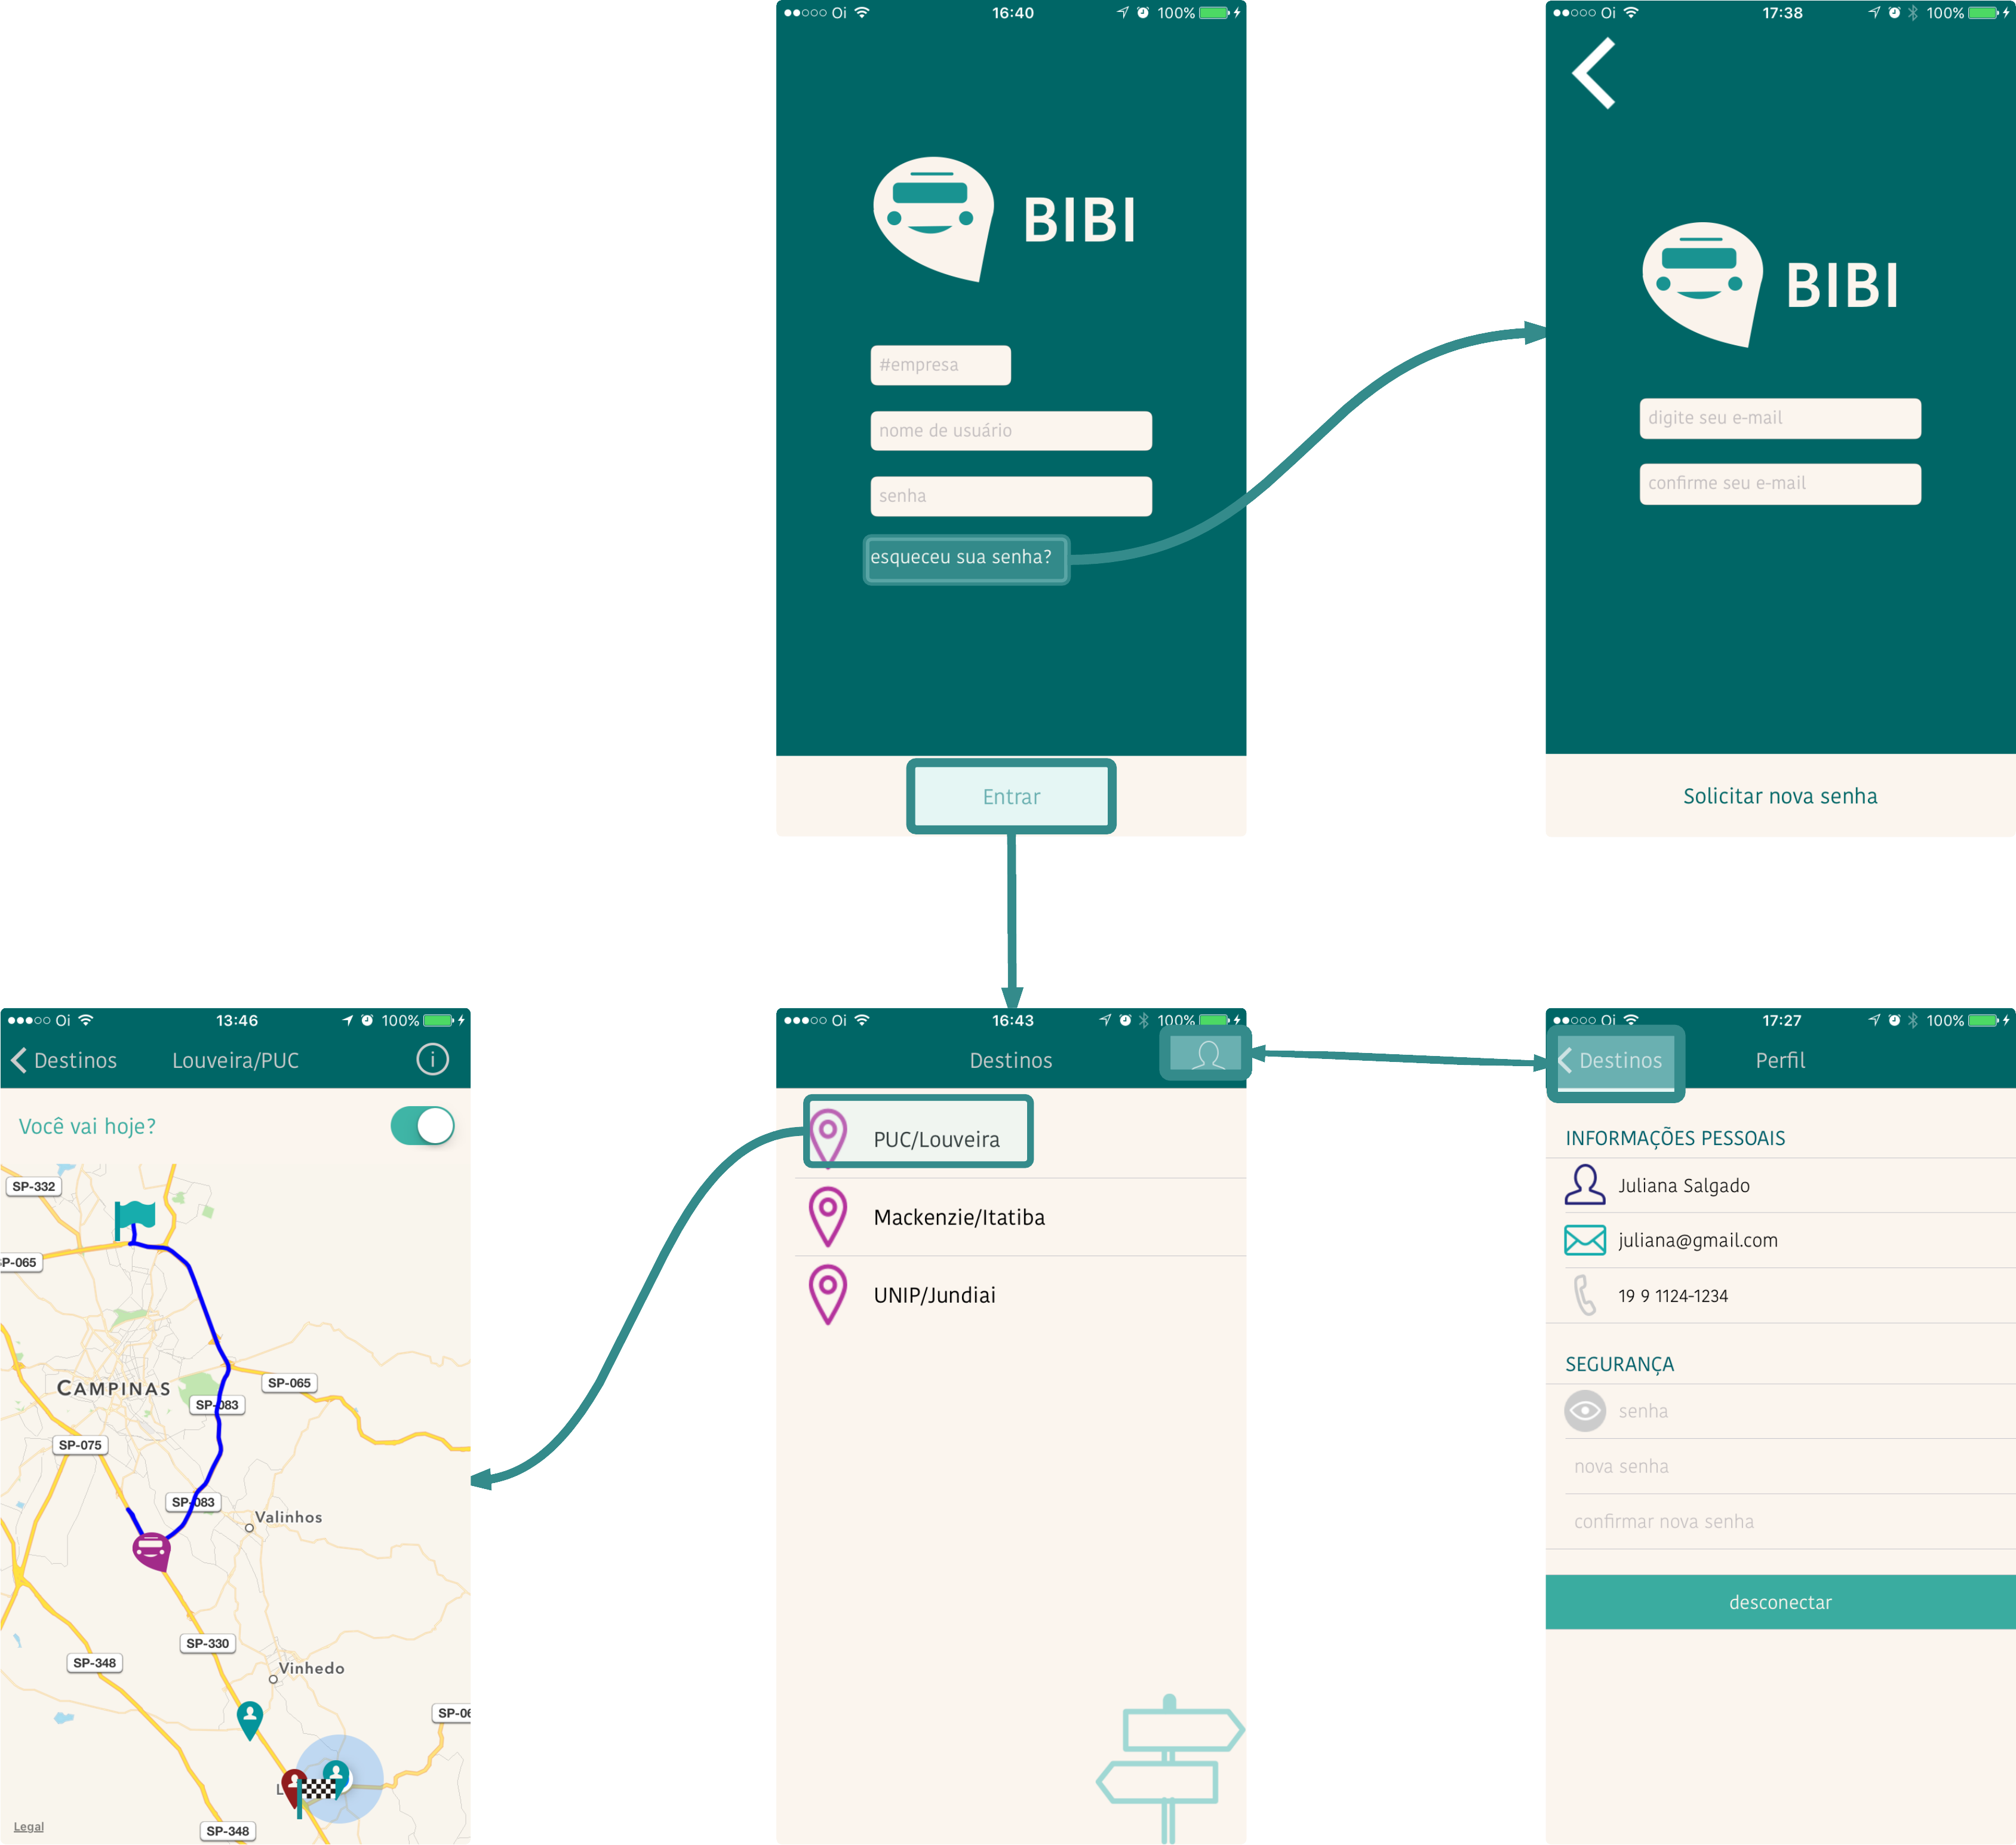 Oi 16:40 100%
BIBI
#empresa
nome de usuário
senha
esqueceu sua senha?
Entrar
Oi 17:38 100%
BIBI
digite seu e-mail
confirme seu e-mail
Solicitar nova senha
Oi 13:46 100%
Destinos Louveira/PUC i
Você vai hoje?
SP-332
P-065
CAMPINAS
SP-065
SP-083
SP-075
SP-083
Valinhos
SP-330
SP-348
Vinhedo
SP-06
L
Legal
SP-348
Oi 16:43 100%
Destinos
PUC/Louveira
Mackenzie/Itatiba
UNIP/Jundiai
Oi 17:27 100%
Destinos Perfil
INFORMAÇÕES PESSOAIS
Juliana Salgado
juliana@gmail.com
19 9 1124-1234
SEGURANÇA
senha
nova senha
confirmar nova senha
desconectar